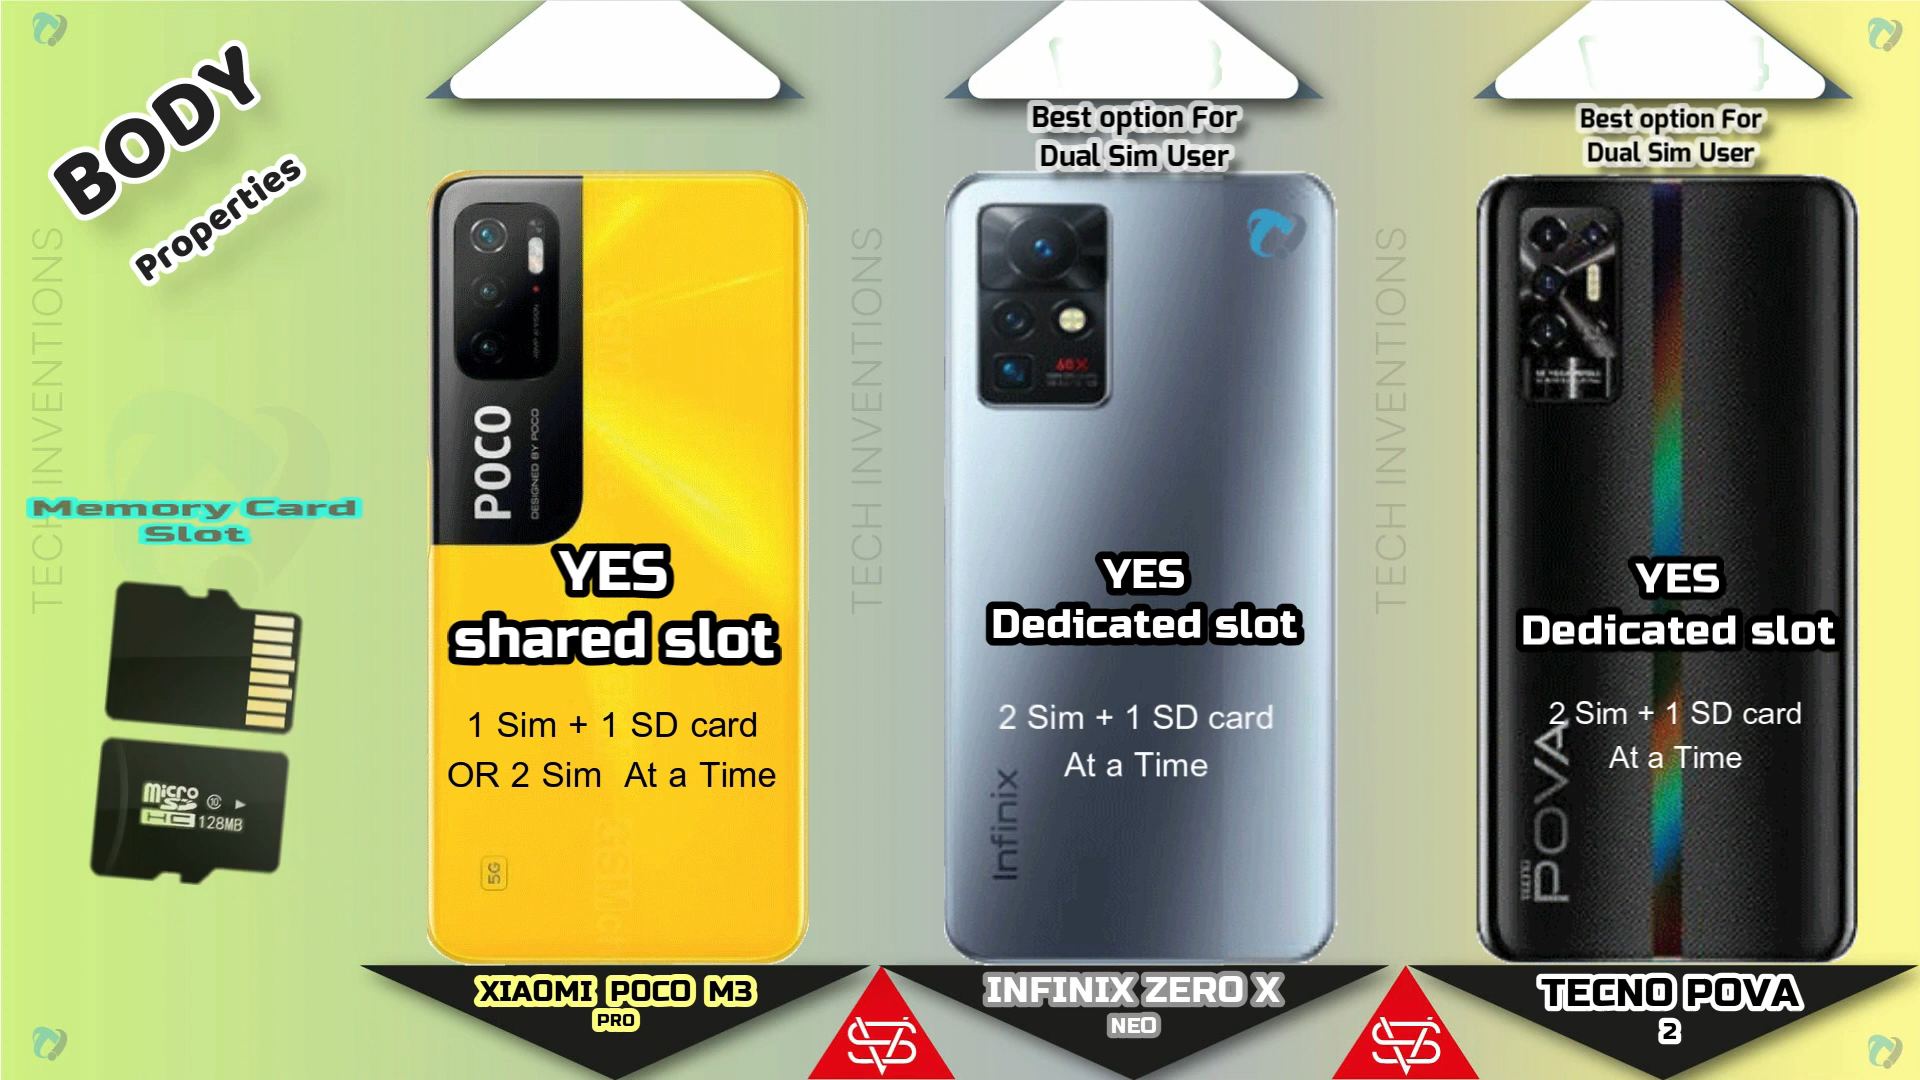 BODY
Properties
TECH INVENTIONS
Memory Card
Slot
Micro
SD
HC 128MB
POCO
DESIGNED BY POCO
YES
shared slot
1 Sim + 1 SD card
OR 2 Sim At a Time
5G
XIAOMI POCO M3
PRO
VS
TECH INVENTIONS
Best option For
Dual Sim User
60X
YES
Dedicated slot
2 Sim + 1 SD card
At a Time
Infinix
INFINIX ZERO X
NEO
VS
TECH INVENTIONS
Best option For
Dual Sim User
YES
Dedicated slot
2 Sim + 1 SD card
At a Time
POVA
TECNO POVA
2